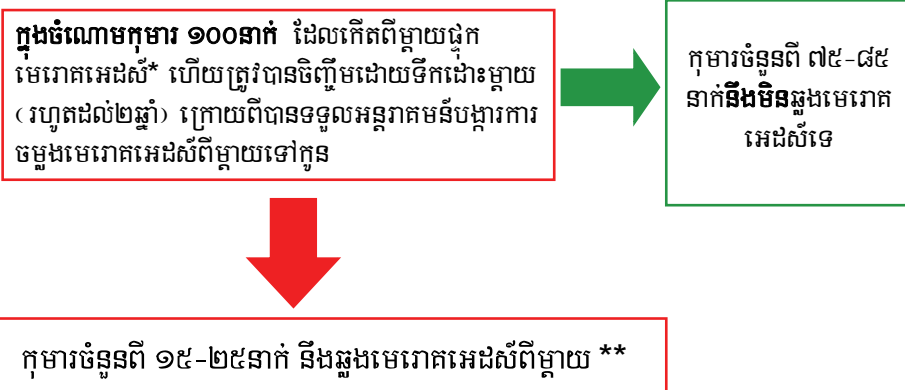 ក្នុងចំណោមកុមារ ១០០នាក់ ដែលកើតពីម្ដាយផ្ទុក
មេរោគអេដស៍* ហើយត្រូវបានចិញ្ចឹមដោយទឹកដោះម្ដាយ
(រហូតដល់២ឆ្នាំ) ក្រោយពីបានទទួលអន្តរាគមន៍បង្ការការ
ចម្លងមេរោគអេដស៍ពីម្ដាយទៅកូន
កុមារចំនួនពី ៧៥-៨៥
នាក់នឹងមិនឆ្លងមេរោគ
អេដស៍ទេ
កុមារចំនួនពី ១៥-២៥នាក់ នឹងឆ្លងមេរោគអេដស៍ពីម្ដាយ **